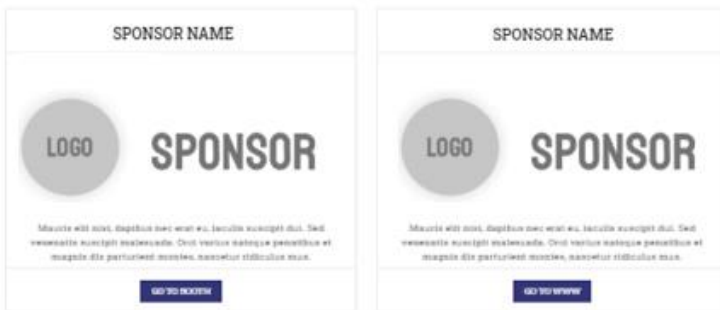 SPONSOR NAME
LOGO
SPONSOR
Mauris elit nisi, dapibus nec erat eu, iaculis suscipit dui. Sed
venenatis suscipit malesuada. Orci varius natoque penatibus et
magnis dis parturient montes, nascetur ridiculus mus.
GO TO BOOTH
SPONSOR NAME
LOGO
SPONSOR
Mauris elit nisi, dapibus nec erat eu, iaculis suscipit dui. Sed
venenatis suscipit malesuada. Orci varius natoque penatibus et
magnis dis parturient montes, nascetur ridiculus mus.
GO TO WWW